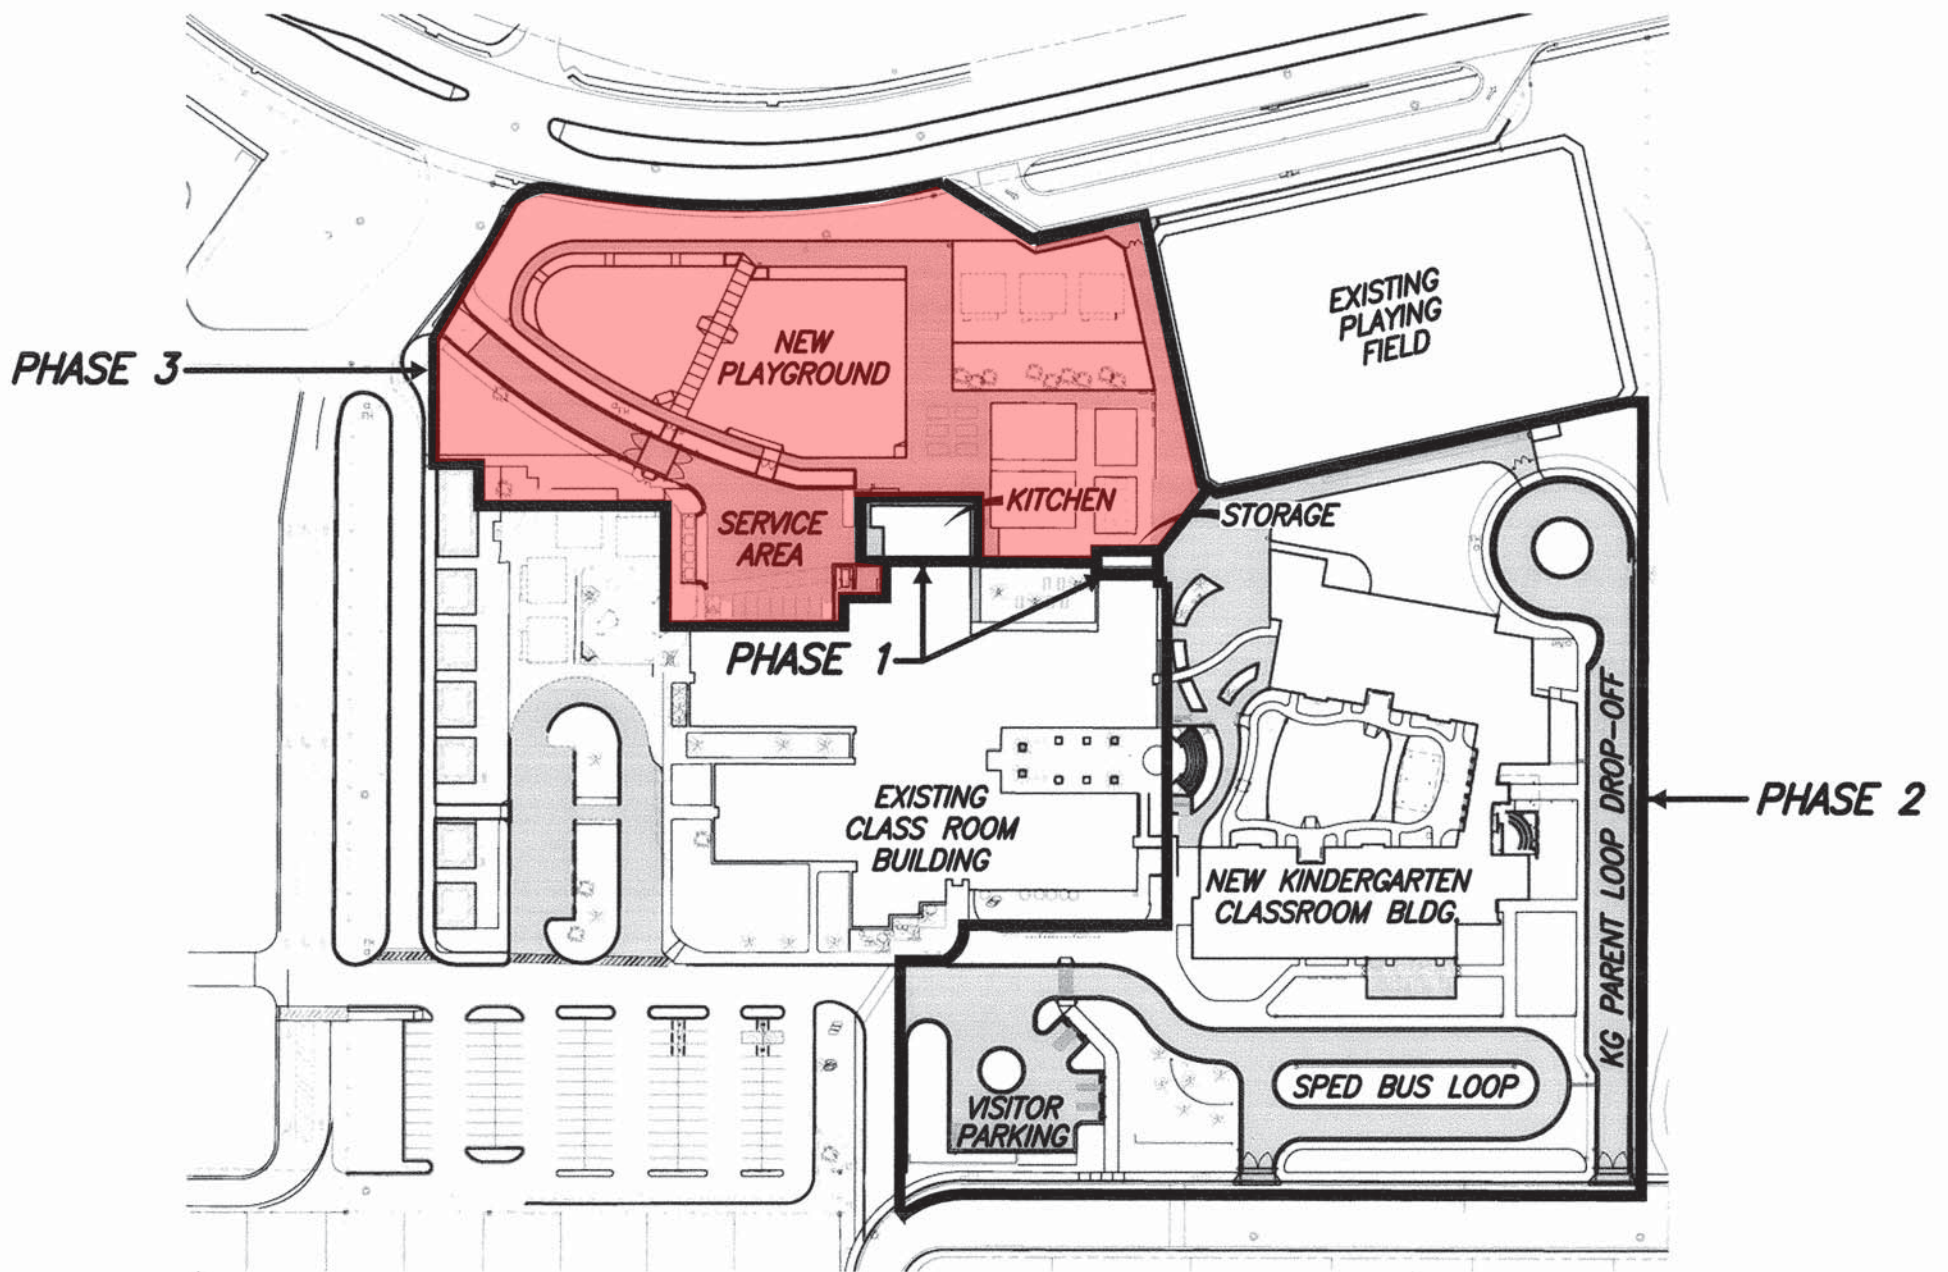 EXISTING
PLAYING
FIELD
NEW
PLAYGROUND
PHASE 3
KITCHEN
STORAGE
SERVICE
AREA
PHASE 1
KG PARENT LOOP DROP-OFF
PHASE 2
EXISTING
CLASS ROOM
BUILDING
NEW KINDERGARTEN
CLASSROOM BLDG.
SPED BUS LOOP
VISITOR
PARKING